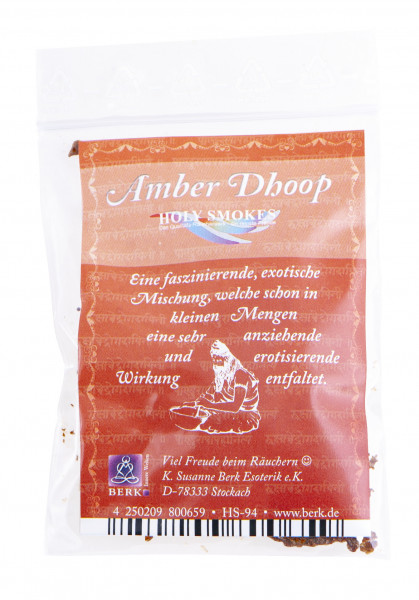 Amber Dhoop
HOLY SMOKES
Eine faszinierende, exotische
Mischung, welche schon in
kleinen Mengen
eine sehr anziehende
und erotisierende
Wirkung entfaltet.
Viel Freude beim Räuchern ☺
K. Susanne Berk Esoterik e.K.
D-78333 Stockach
BERK
4 250209 800659 • HS-94 • www.berk.de